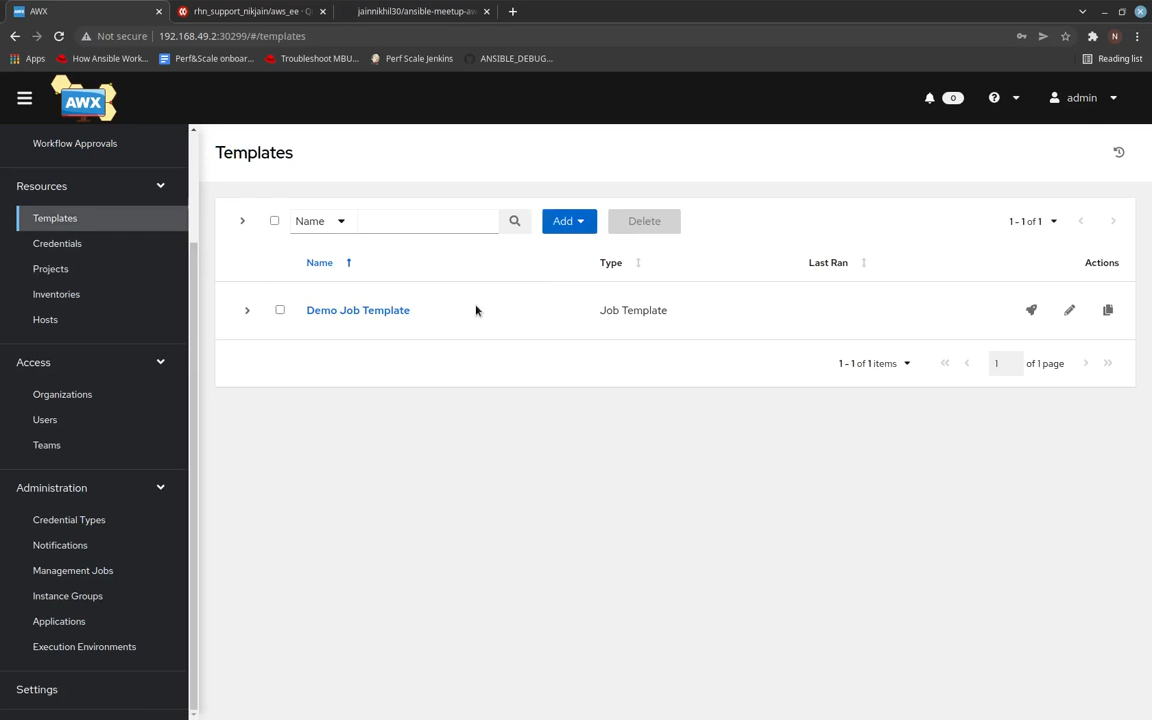 AWX
rhn_support_nikjain/aws_ee · Q
jainnikhil30/ansible-meetup-aw
Not secure
192.168.49.2:30299/#/templates
N
Apps
How Ansible Work...
Perf&Scale onboar...
Troubleshoot MBU...
Perf Scale Jenkins
ANSIBLE_DEBUG...
Reading list
AWX
0
admin
Workflow Approvals
Resources
Templates
Credentials
Projects
Inventories
Hosts
Access
Organizations
Users
Teams
Administration
Credential Types
Notifications
Management Jobs
Instance Groups
Applications
Execution Environments
Settings
Templates
Name
Add
Delete
1 - 1 of 1
Name
Type
Last Ran
Actions
Demo Job Template
Job Template
1 - 1 of 1 items
1
of 1 page